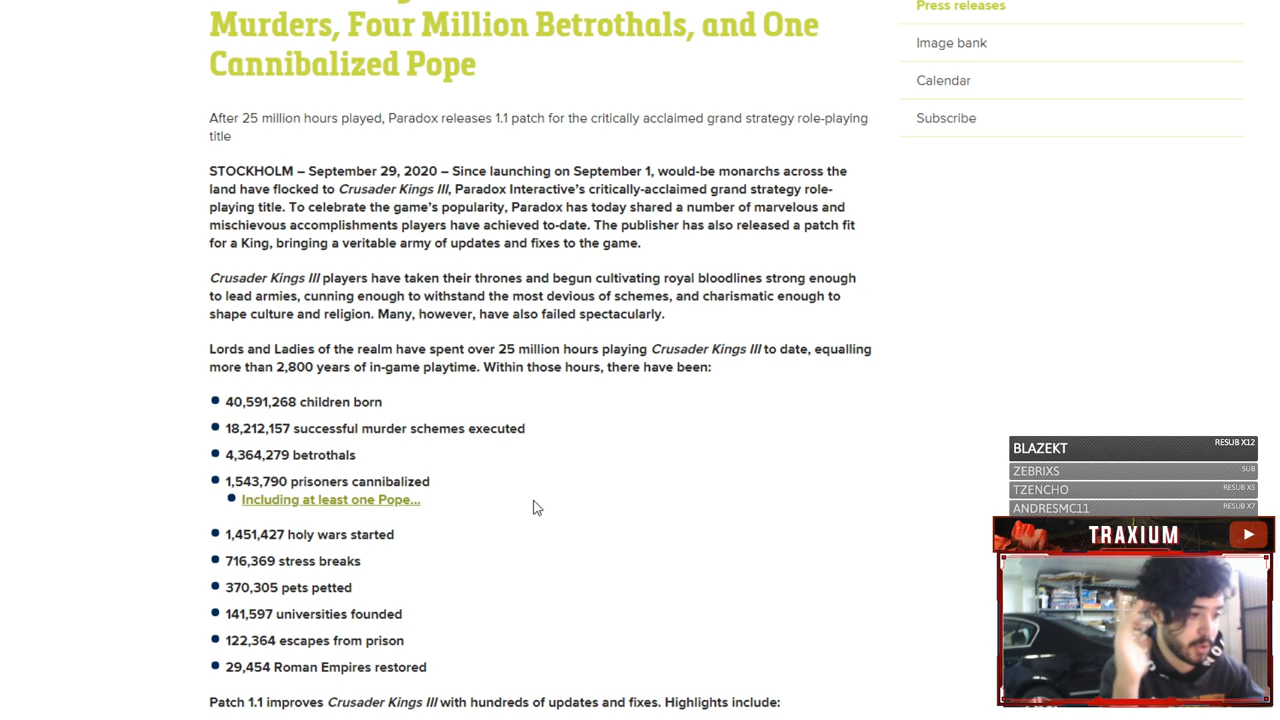 Murders, Four Million Betrothals, and One
Cannibalized Pope
After 25 million hours played, Paradox releases 1.1 patch for the critically acclaimed grand strategy role-playing
title
STOCKHOLM – September 29, 2020 – Since launching on September 1, would-be monarchs across the
land have flocked to Crusader Kings III, Paradox Interactive's critically-acclaimed grand strategy role-
playing title. To celebrate the game's popularity, Paradox has today shared a number of marvelous and
mischievous accomplishments players have achieved to-date. The publisher has also released a patch fit
for a King, bringing a veritable army of updates and fixes to the game.
Crusader Kings III players have taken their thrones and begun cultivating royal bloodlines strong enough
to lead armies, cunning enough to withstand the most devious of schemes, and charismatic enough to
shape culture and religion. Many, however, have also failed spectacularly.
Lords and Ladies of the realm have spent over 25 million hours playing Crusader Kings III to date, equalling
more than 2,800 years of in-game playtime. Within those hours, there have been:
40,591,268 children born
18,212,157 successful murder schemes executed
4,364,279 betrothals
1,543,790 prisoners cannibalized
Including at least one Pope...
1,451,427 holy wars started
716,369 stress breaks
370,305 pets petted
141,597 universities founded
122,364 escapes from prison
29,454 Roman Empires restored
Patch 1.1 improves Crusader Kings III with hundreds of updates and fixes. Highlights include:
Press releases
Image bank
Calendar
Subscribe
BLAZEKT RESUB X12
ZEBRIXS SUB
TZENCHO RESUB X5
ANDRESMC11 RESUB X7
TRAXIUM